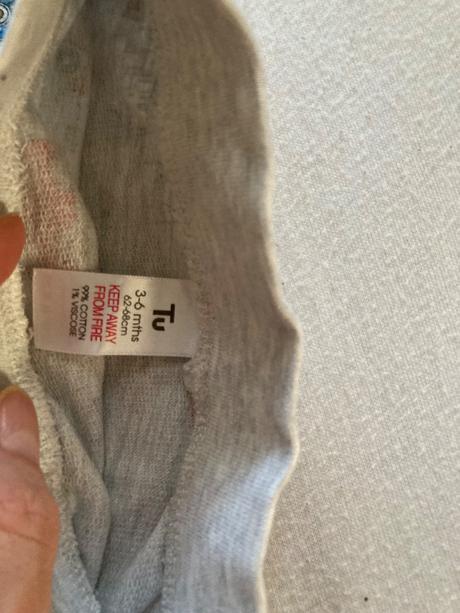 Tu
3-6 mths
62-68cm
KEEP AWAY
FROM FIRE
99% COTTON
1% VISCOSE